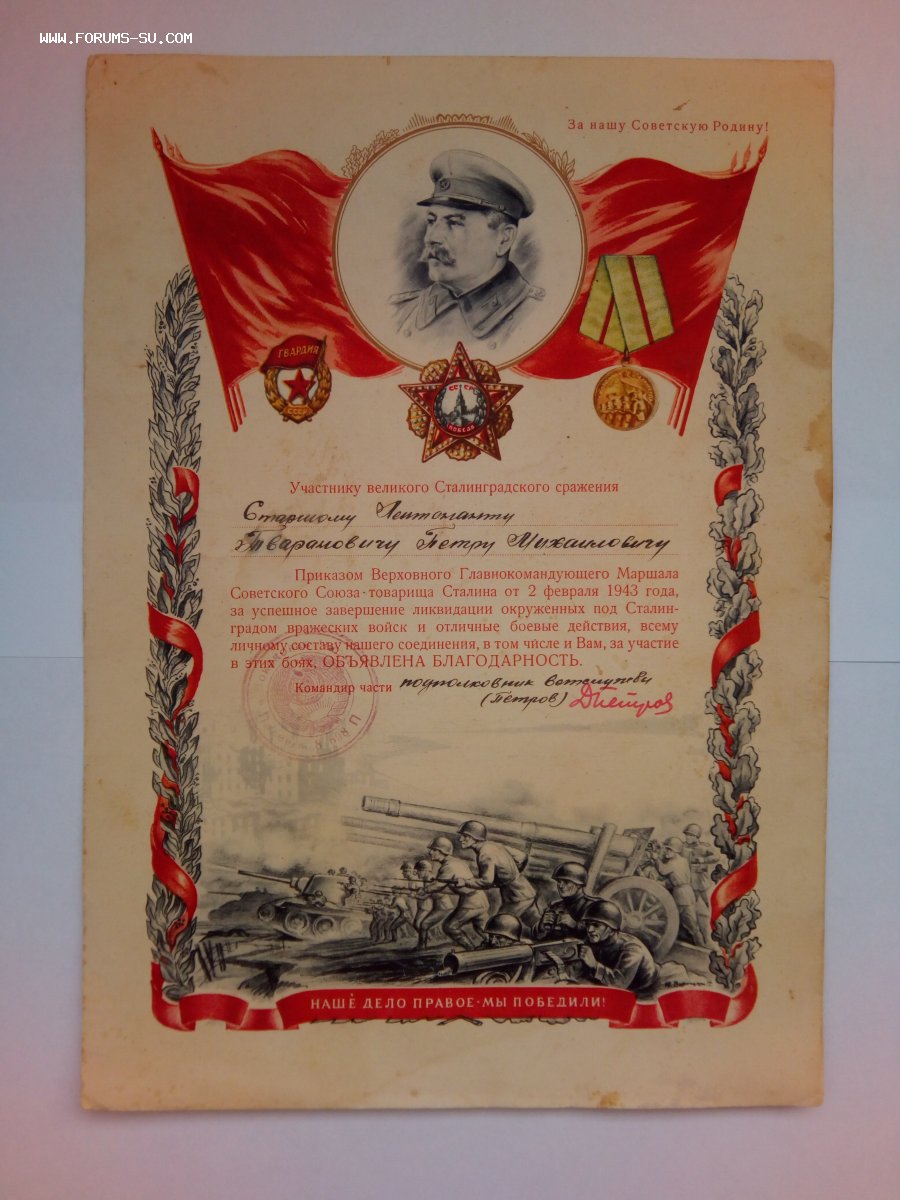 WWW.FORUMS-SU.COM
За нашу Советскую Родину!
ГВАРДИЯ
СССР
СССР
ПОБЕДА
Участнику великого Сталинградского сражения
Старшому Лейтенанту
Петру Михаиловичу
Приказом Верховного Главнокомандующего Маршала
Советского Союза-товарища Сталина от 2 февраля 1943 года,
за успешное завершение ликвидации окруженных под Сталин-
градом вражеских войск и отличные боевые действия, всему
личному составу нашего соединения, в том числе и Вам, за участие
в этих боях, ОБЪЯВЛЕНА БЛАГОДАРНОСТЬ.
Командир части подполковник
(Петров) Петров
НАШЕ ДЕЛО ПРАВОЕ·МЫ ПОБЕДИЛИ!